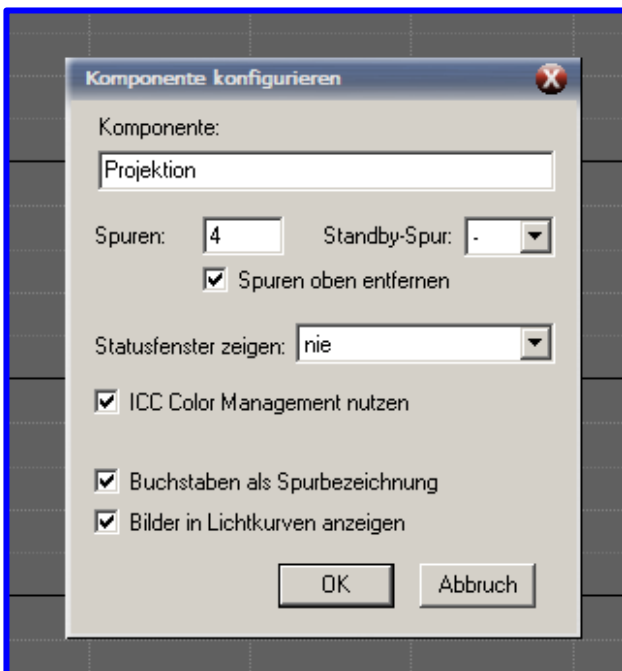 Komponente konfigurieren
Komponente:
Projektion
Spuren: 4 Standby-Spur: -
Spuren oben entfernen
Statusfenster zeigen: nie
ICC Color Management nutzen
Buchstaben als Spurbezeichnung
Bilder in Lichtkurven anzeigen
OK Abbruch